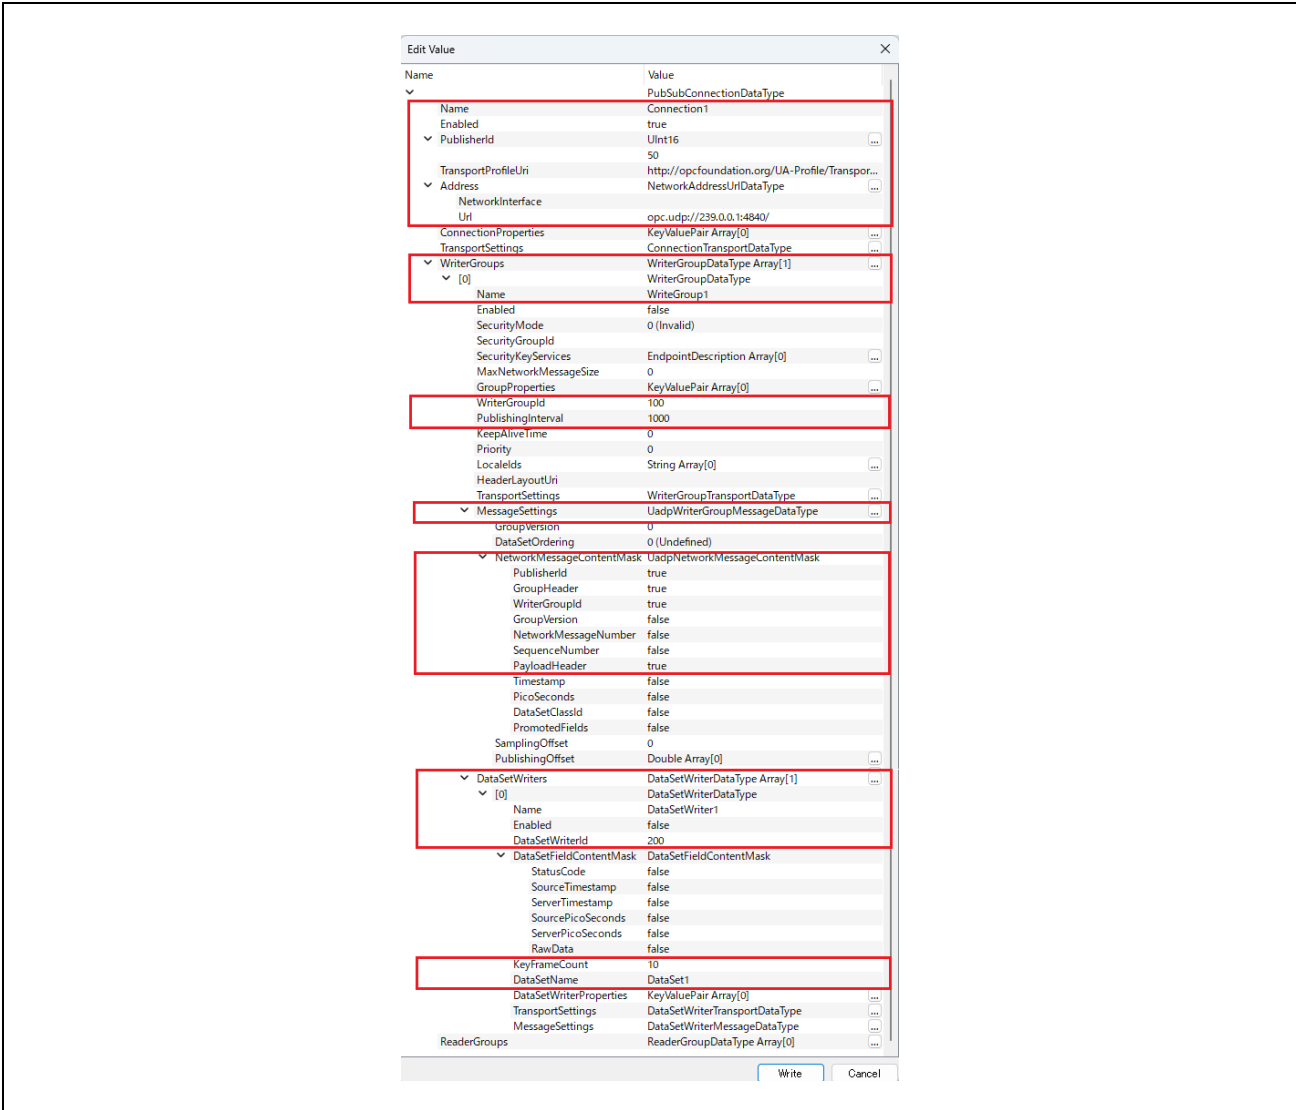 Edit Value
Name Value
PubSubConnectionDataType
Name Connection1
Enabled true
PublisherId UInt16 ...
50
TransportProfileUri http://opcfoundation.org/UA-Profile/Transpor...
Address NetworkAddressUrlDataType ...
NetworkInterface
Url opc.udp://239.0.0.1:4840/
ConnectionProperties KeyValuePair Array[0] ...
TransportSettings ConnectionTransportDataType ...
WriterGroups WriterGroupDataType Array[1] ...
[0] WriterGroupDataType
Name WriteGroup1
Enabled false
SecurityMode 0 (Invalid)
SecurityGroupId
SecurityKeyServices EndpointDescription Array[0] ...
MaxNetworkMessageSize 0
GroupProperties KeyValuePair Array[0] ...
WriterGroupId 100
PublishingInterval 1000
KeepAliveTime 0
Priority 0
LocaleIds String Array[0] ...
HeaderLayoutUri
TransportSettings WriterGroupTransportDataType ...
MessageSettings UadpWriterGroupMessageDataType ...
GroupVersion 0
DataSetOrdering 0 (Undefined)
NetworkMessageContentMask UadpNetworkMessageContentMask
PublisherId true
GroupHeader true
WriterGroupId true
GroupVersion false
NetworkMessageNumber false
SequenceNumber false
PayloadHeader true
Timestamp false
PicoSeconds false
DataSetClassId false
PromotedFields false
SamplingOffset 0
PublishingOffset Double Array[0] ...
DataSetWriters DataSetWriterDataType Array[1] ...
[0] DataSetWriterDataType
Name DataSetWriter1
Enabled false
DataSetWriterId 200
DataSetFieldContentMask DataSetFieldContentMask
StatusCode false
SourceTimestamp false
ServerTimestamp false
SourcePicoSeconds false
ServerPicoSeconds false
RawData false
KeyFrameCount 10
DataSetName DataSet1
DataSetWriterProperties KeyValuePair Array[0] ...
TransportSettings DataSetWriterTransportDataType ...
MessageSettings DataSetWriterMessageDataType ...
ReaderGroups ReaderGroupDataType Array[0] ...
Write Cancel